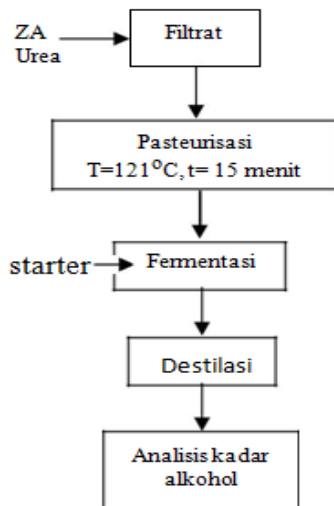 ZA
Urea
Filtrat
Pasteurisasi
T=121°C, t= 15 menit
starter
Fermentasi
Destilasi
Analisis kadar
alkohol